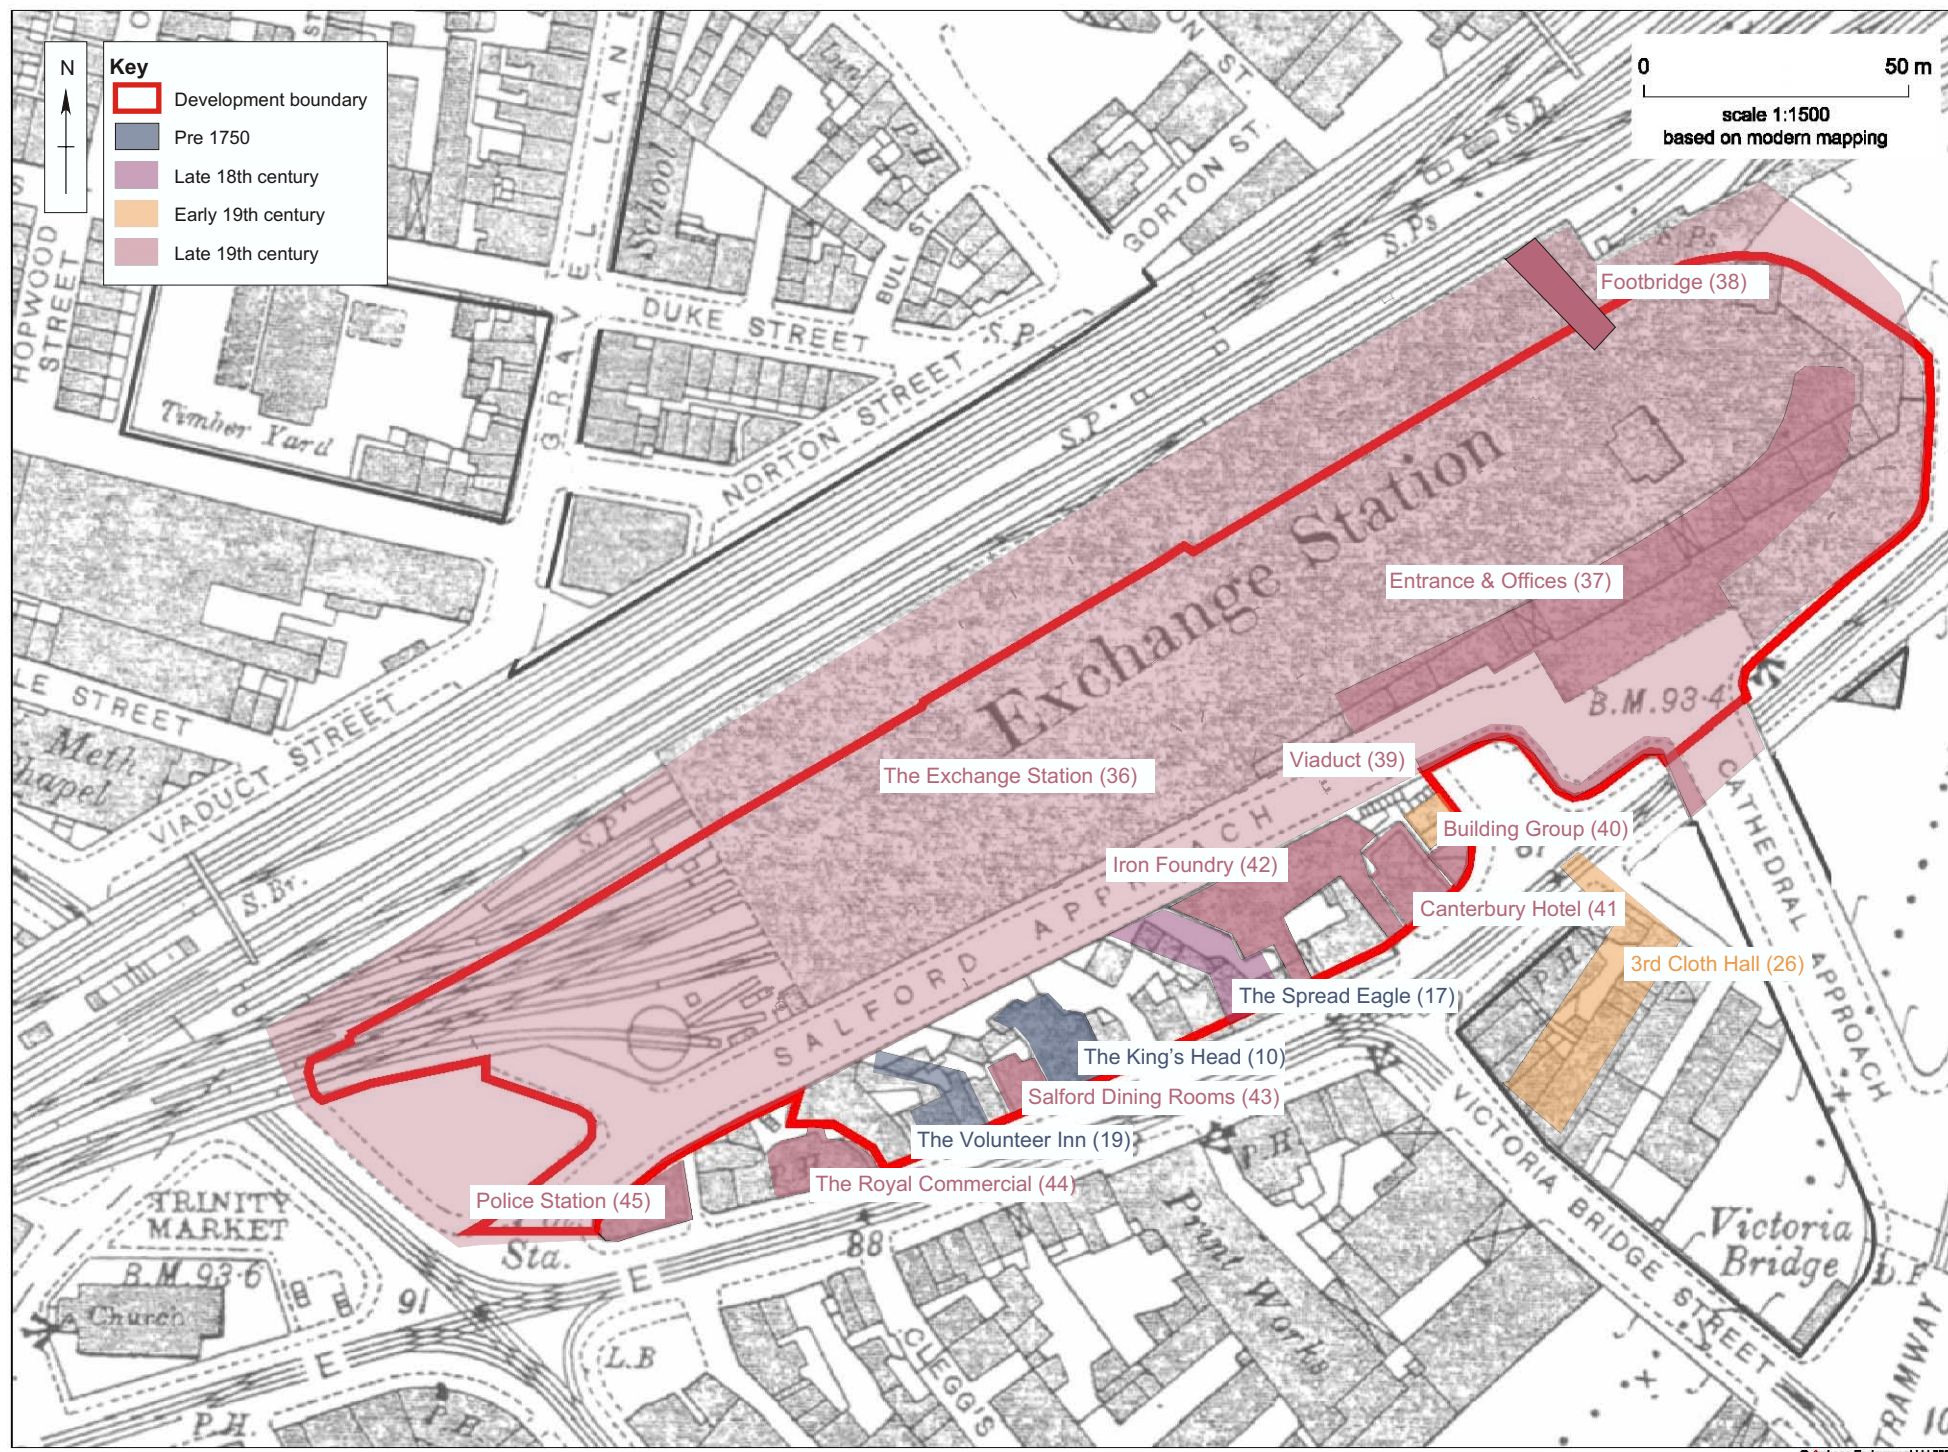 N
Key
Development boundary
Pre 1750
Late 18th century
Early 19th century
Late 19th century
0 50 m
scale 1:1500
based on modern mapping
HOPWOOD
STREET
GRAVEL LANE
School
P.H.
BULL ST.
GORTON ST.
S.B.
S.Ps.
DUKE STREET
S.P.
NORTON STREET
S.P.
Timber Yard
Footbridge (38)
Exchange Station
Entrance & Offices (37)
B.M.93·4
LE STREET
Meth.
Chapel
VIADUCT STREET
S.Br.
S.P.
The Exchange Station (36)
Viaduct (39)
Building Group (40)
Iron Foundry (42)
Canterbury Hotel (41
SALFORD APPROACH
CATHEDRAL APPROACH
P.H.
3rd Cloth Hall (26)
The Spread Eagle (17)
The King's Head (10)
Salford Dining Rooms (43)
The Volunteer Inn (19)
The Royal Commercial (44)
Police Station (45)
Sta.
TRINITY
MARKET
B.M.93·6
Church
91
88
E
E
L.B
P.H.
P.H.
P.H
CLEGG'S
Print Works
VICTORIA BRIDGE STREET
Victoria
Bridge
TRAMWAY